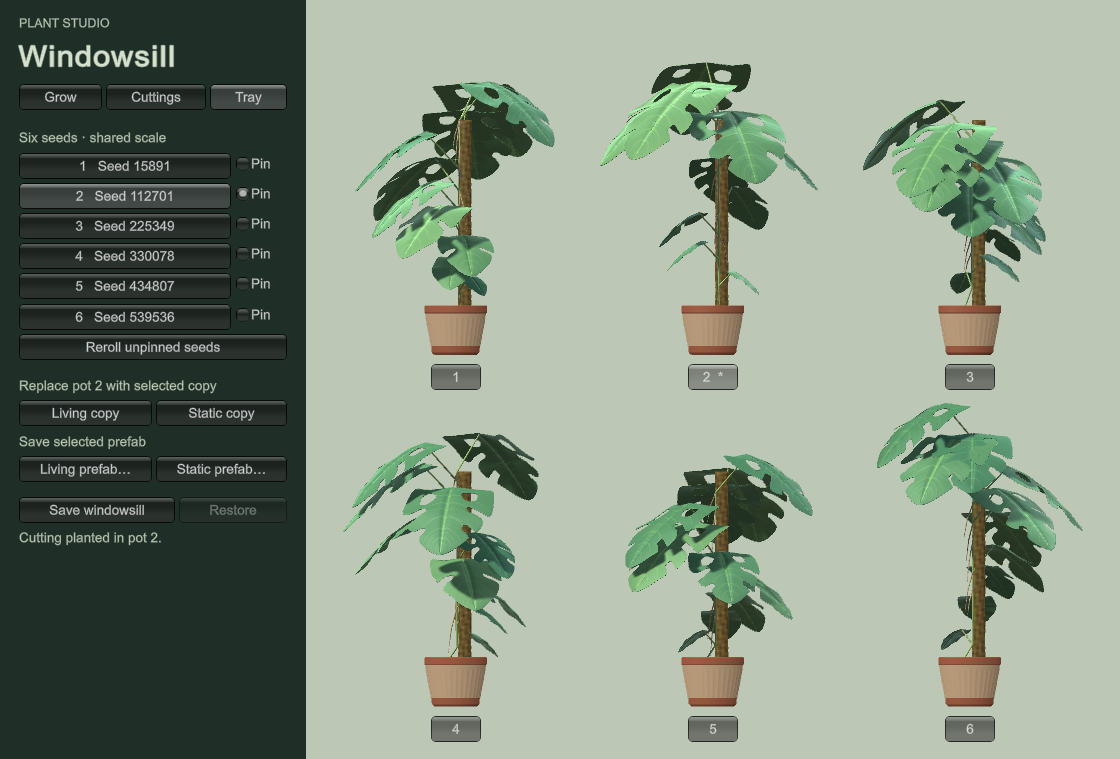 PLANT STUDIO
Windowsill
Grow Cuttings Tray
Six seeds · shared scale
1 Seed 15891 Pin
2 Seed 112701 Pin
3 Seed 225349 Pin
4 Seed 330078 Pin
5 Seed 434807 Pin
6 Seed 539536 Pin
Reroll unpinned seeds
Replace pot 2 with selected copy
Living copy Static copy
Save selected prefab
Living prefab... Static prefab...
Save windowsill Restore
Cutting planted in pot 2.
1 2 * 3
4 5 6